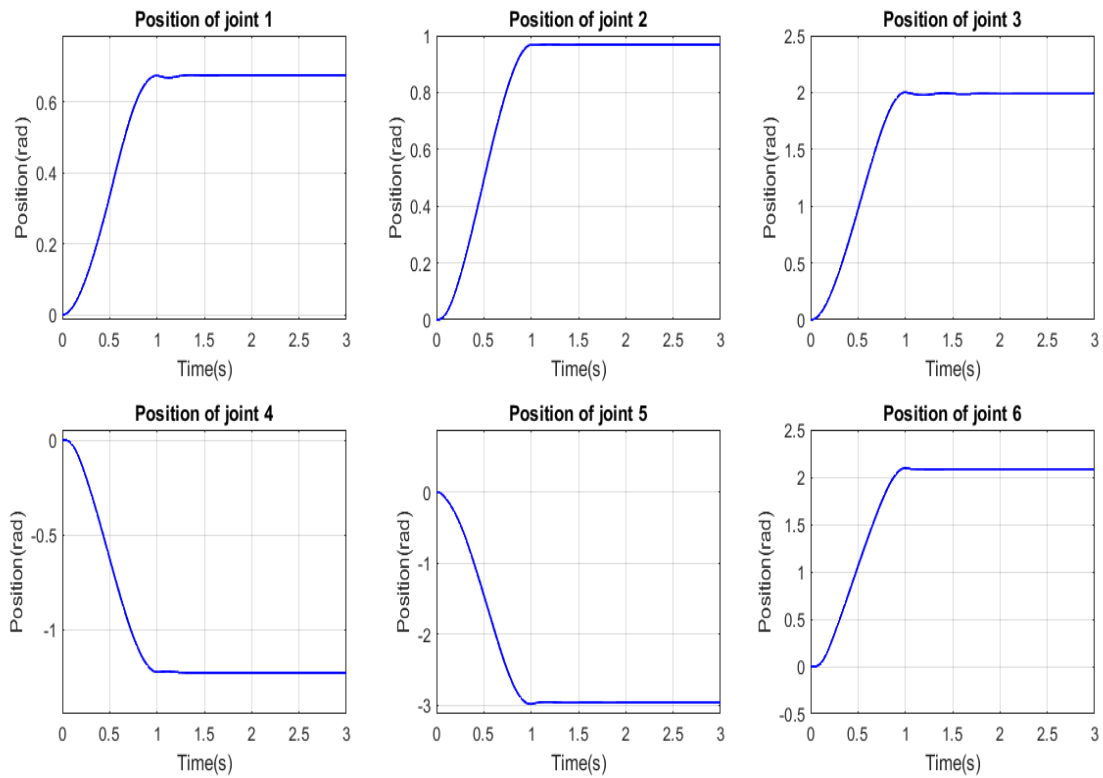 Position of joint 1
Position(rad)
0.6
0.4
0.2
0
0 0.5 1 1.5 2 2.5 3
Time(s)
Position of joint 2
Position(rad)
1
0.8
0.6
0.4
0.2
0
0 0.5 1 1.5 2 2.5 3
Time(s)
Position of joint 3
Position(rad)
2.5
2
1.5
1
0.5
0
0 0.5 1 1.5 2 2.5 3
Time(s)
Position of joint 4
Position(rad)
0
-0.5
-1
0 0.5 1 1.5 2 2.5 3
Time(s)
Position of joint 5
Position(rad)
0
-1
-2
-3
0 0.5 1 1.5 2 2.5 3
Time(s)
Position of joint 6
Position(rad)
2.5
2
1.5
1
0.5
0
-0.5
0 0.5 1 1.5 2 2.5 3
Time(s)